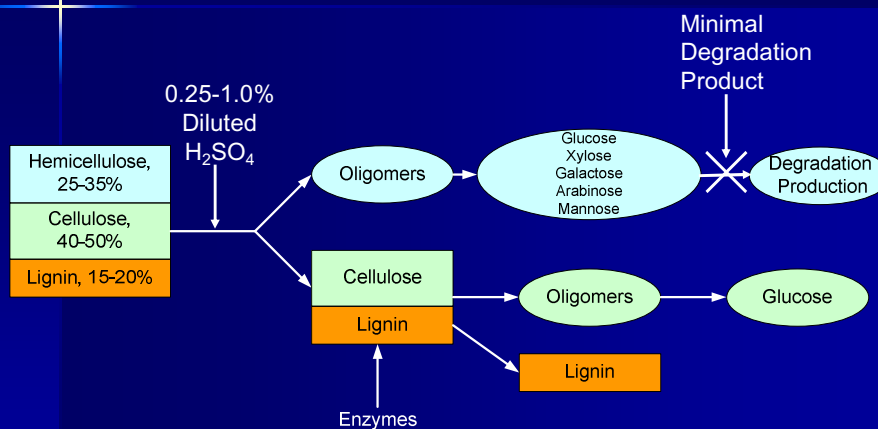 Minimal
Degradation
Product
0.25-1.0%
Diluted
H₂SO₄
Hemicellulose,
25-35%
Cellulose,
40-50%
Lignin, 15-20%
Oligomers
Glucose
Xylose
Galactose
Arabinose
Mannose
Degradation
Production
Cellulose
Lignin
Oligomers
Glucose
Lignin
Enzymes